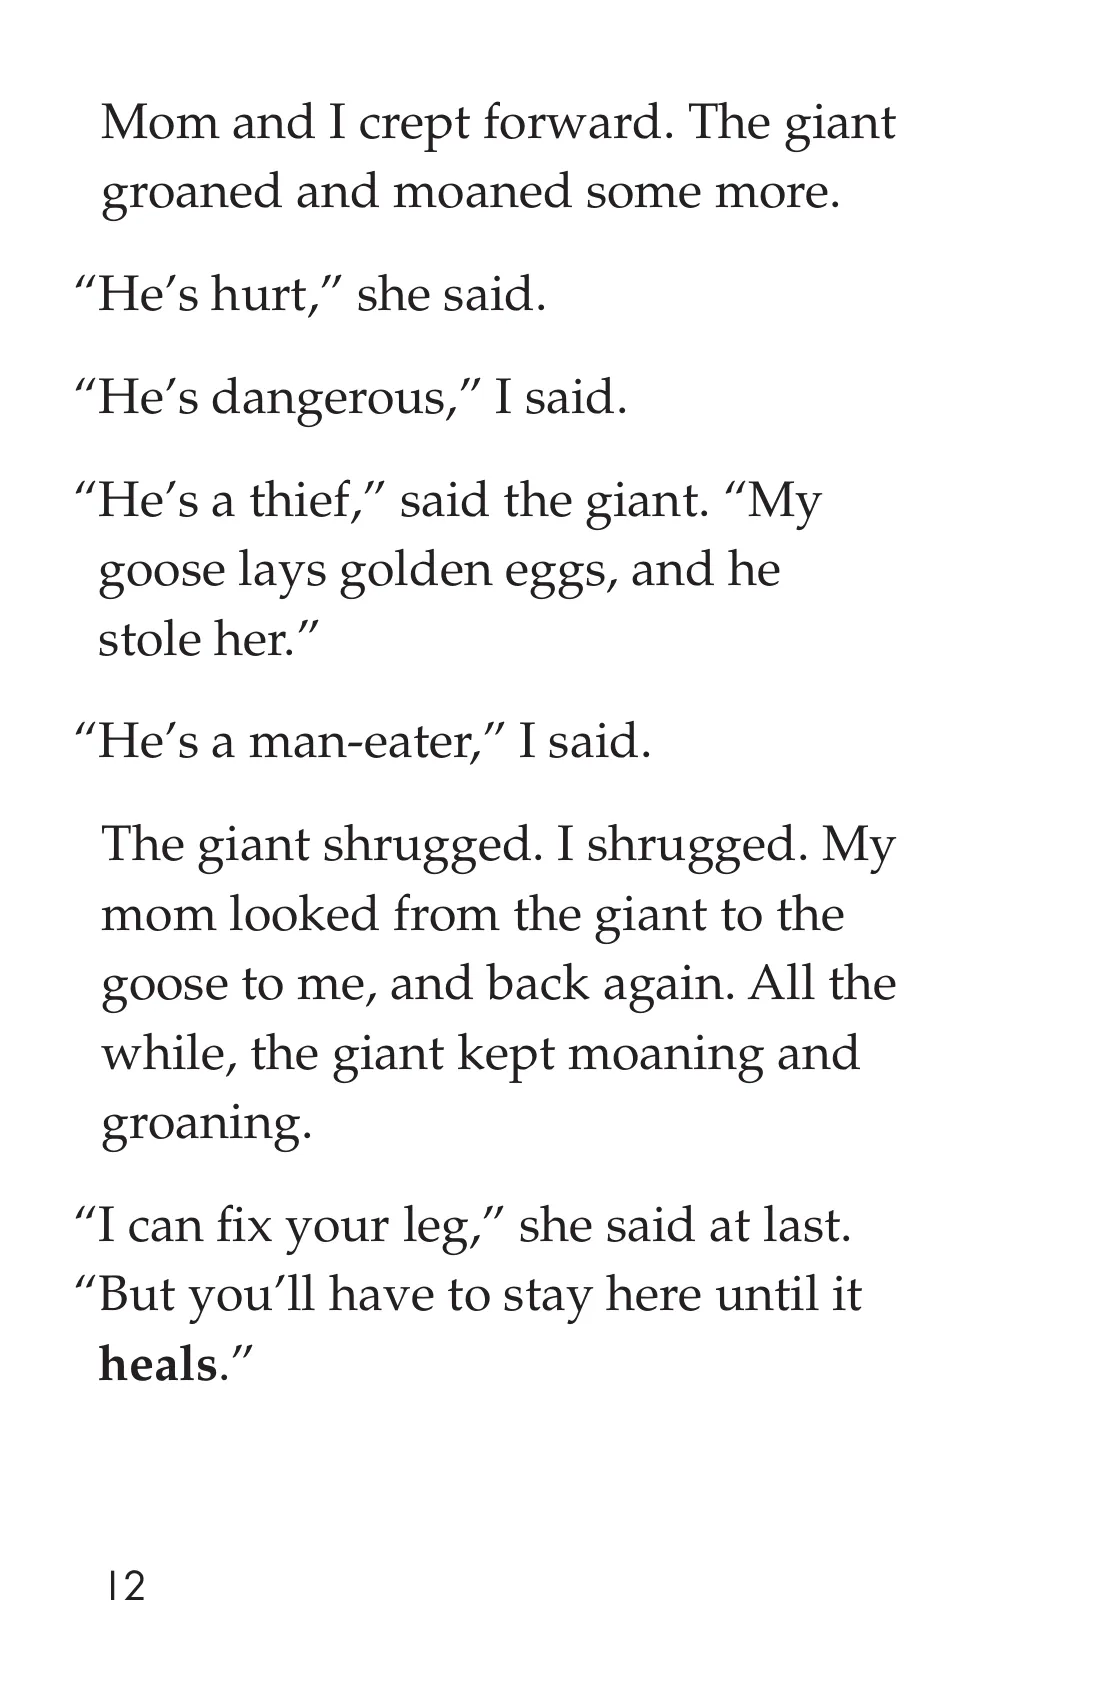 Mom and I crept forward. The giant
groaned and moaned some more.
“He’s hurt,” she said.
“He’s dangerous,” I said.
“He’s a thief,” said the giant. “My
goose lays golden eggs, and he
stole her.”
“He’s a man-eater,” I said.
The giant shrugged. I shrugged. My
mom looked from the giant to the
goose to me, and back again. All the
while, the giant kept moaning and
groaning.
“I can fix your leg,” she said at last.
“But you’ll have to stay here until it
heals.”
12